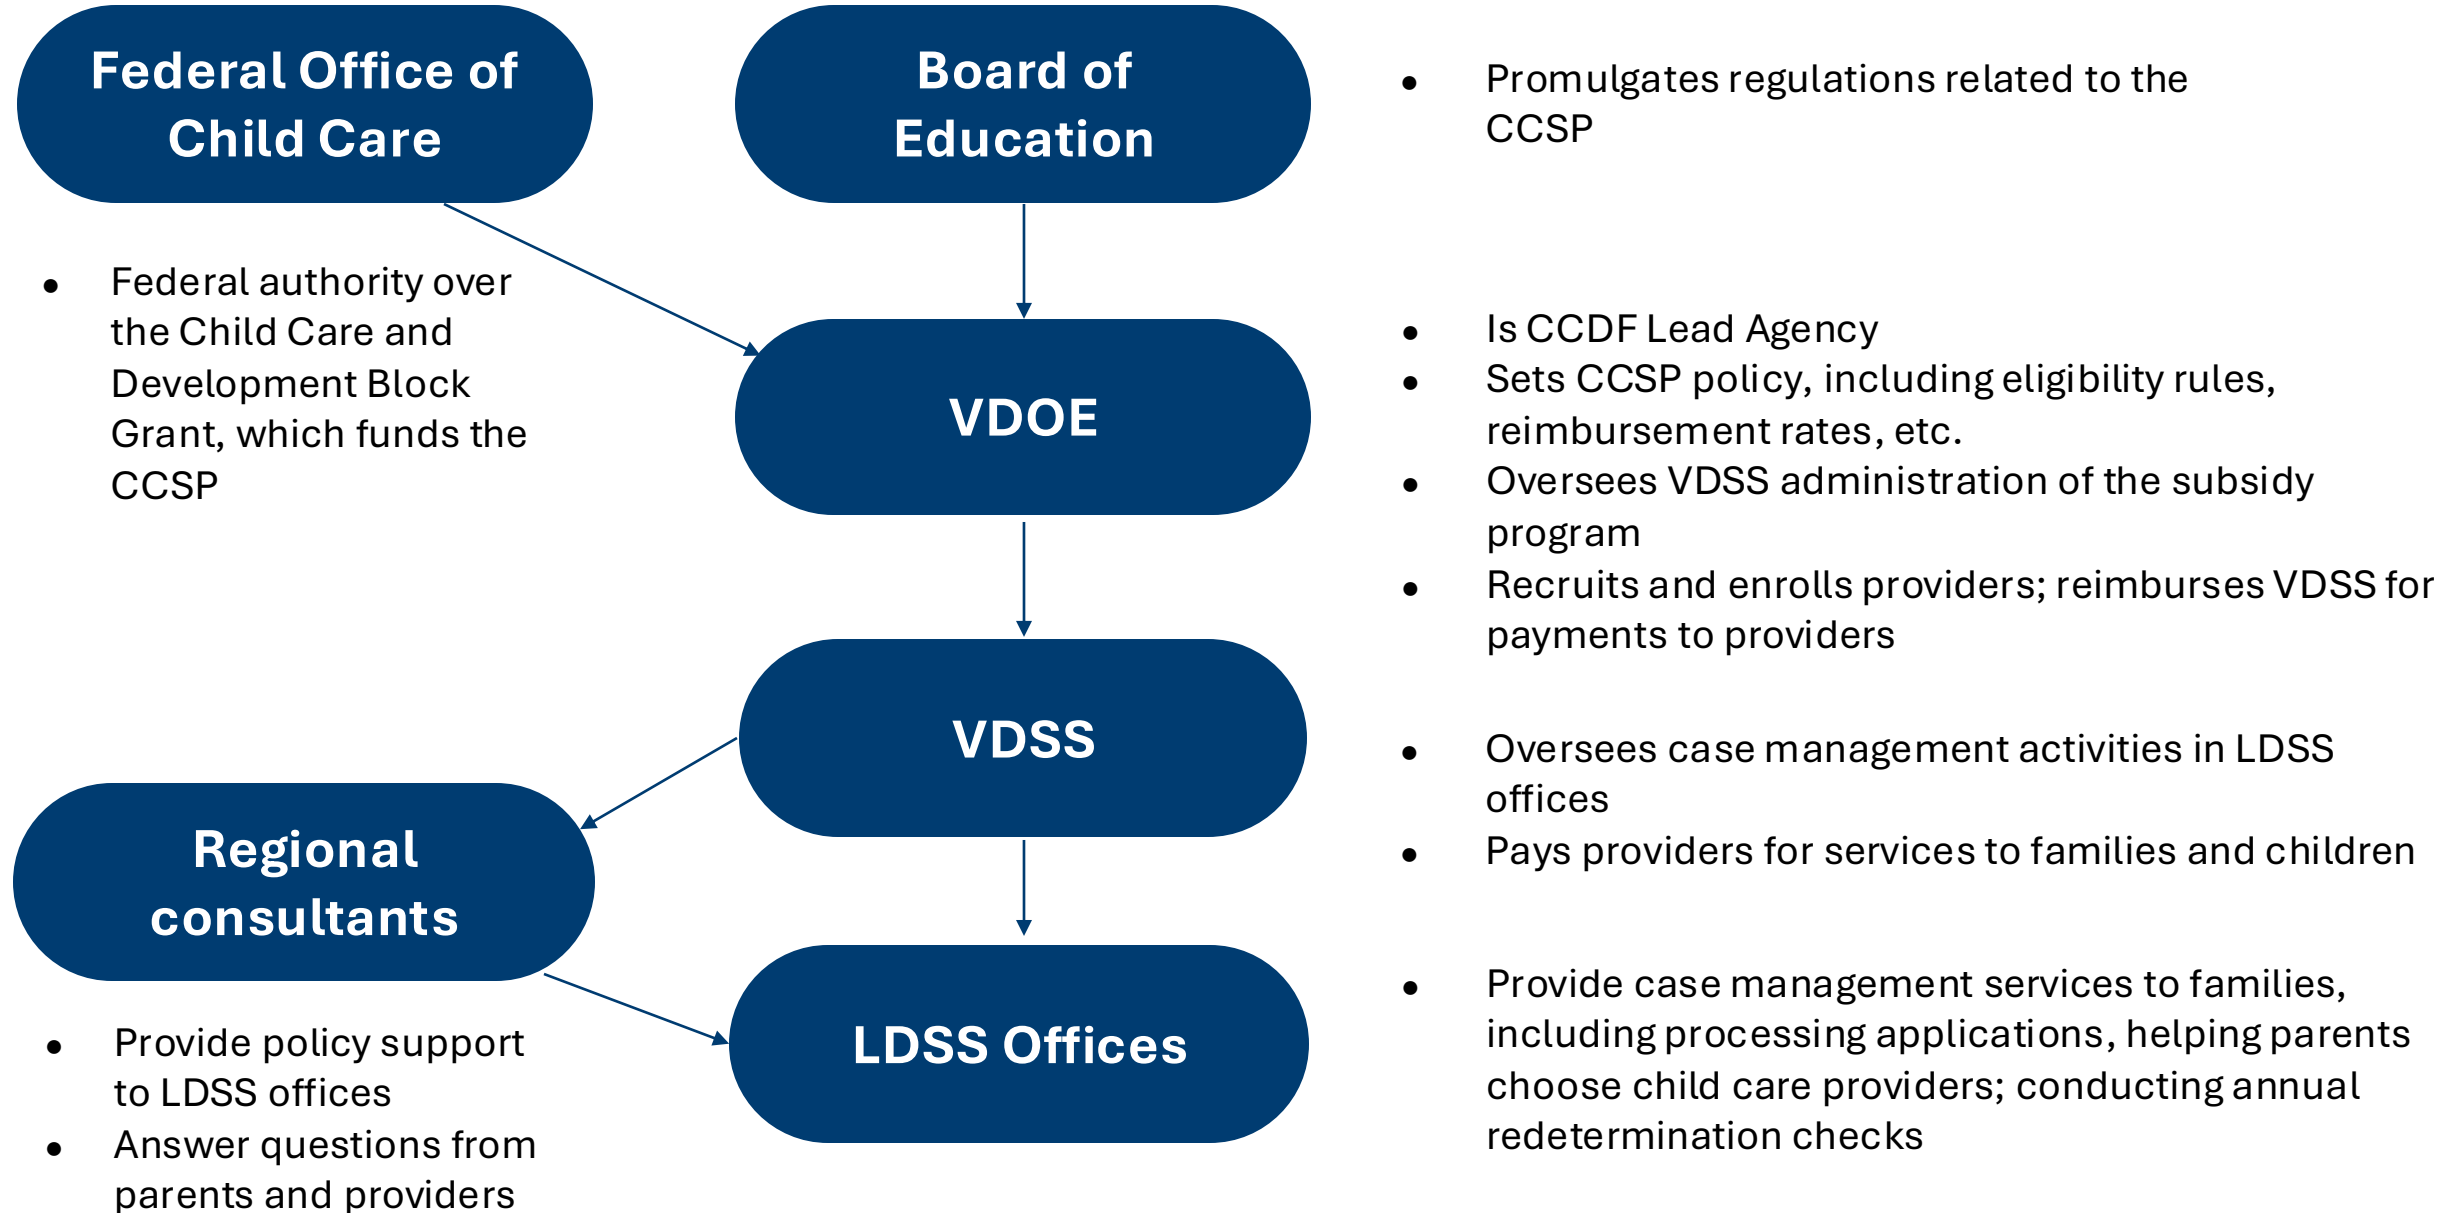 Federal Office of
Child Care
Board of
Education
• Promulgates regulations related to the
CCSP
• Federal authority over
the Child Care and
Development Block
Grant, which funds the
CCSP
VDOE
• Is CCDF Lead Agency
• Sets CCSP policy, including eligibility rules,
reimbursement rates, etc.
• Oversees VDSS administration of the subsidy
program
• Recruits and enrolls providers; reimburses VDSS for
payments to providers
VDSS
• Oversees case management activities in LDSS
offices
• Pays providers for services to families and children
Regional
consultants
• Provide policy support
to LDSS offices
• Answer questions from
parents and providers
LDSS Offices
• Provide case management services to families,
including processing applications, helping parents
choose child care providers; conducting annual
redetermination checks